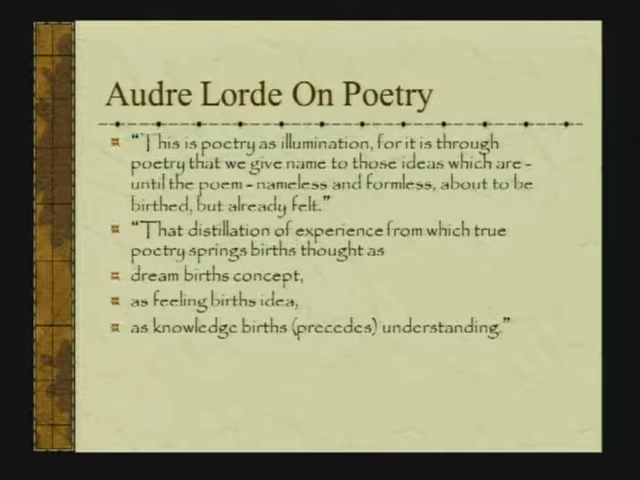 Audre Lorde On Poetry
“This is poetry as illumination, for it is through
poetry that we give name to those ideas which are -
until the poem - nameless and formless, about to be
birthed, but already felt.”
“That distillation of experience from which true
poetry springs births thought as
dream births concept,
as feeling births idea,
as knowledge births (precedes) understanding.”